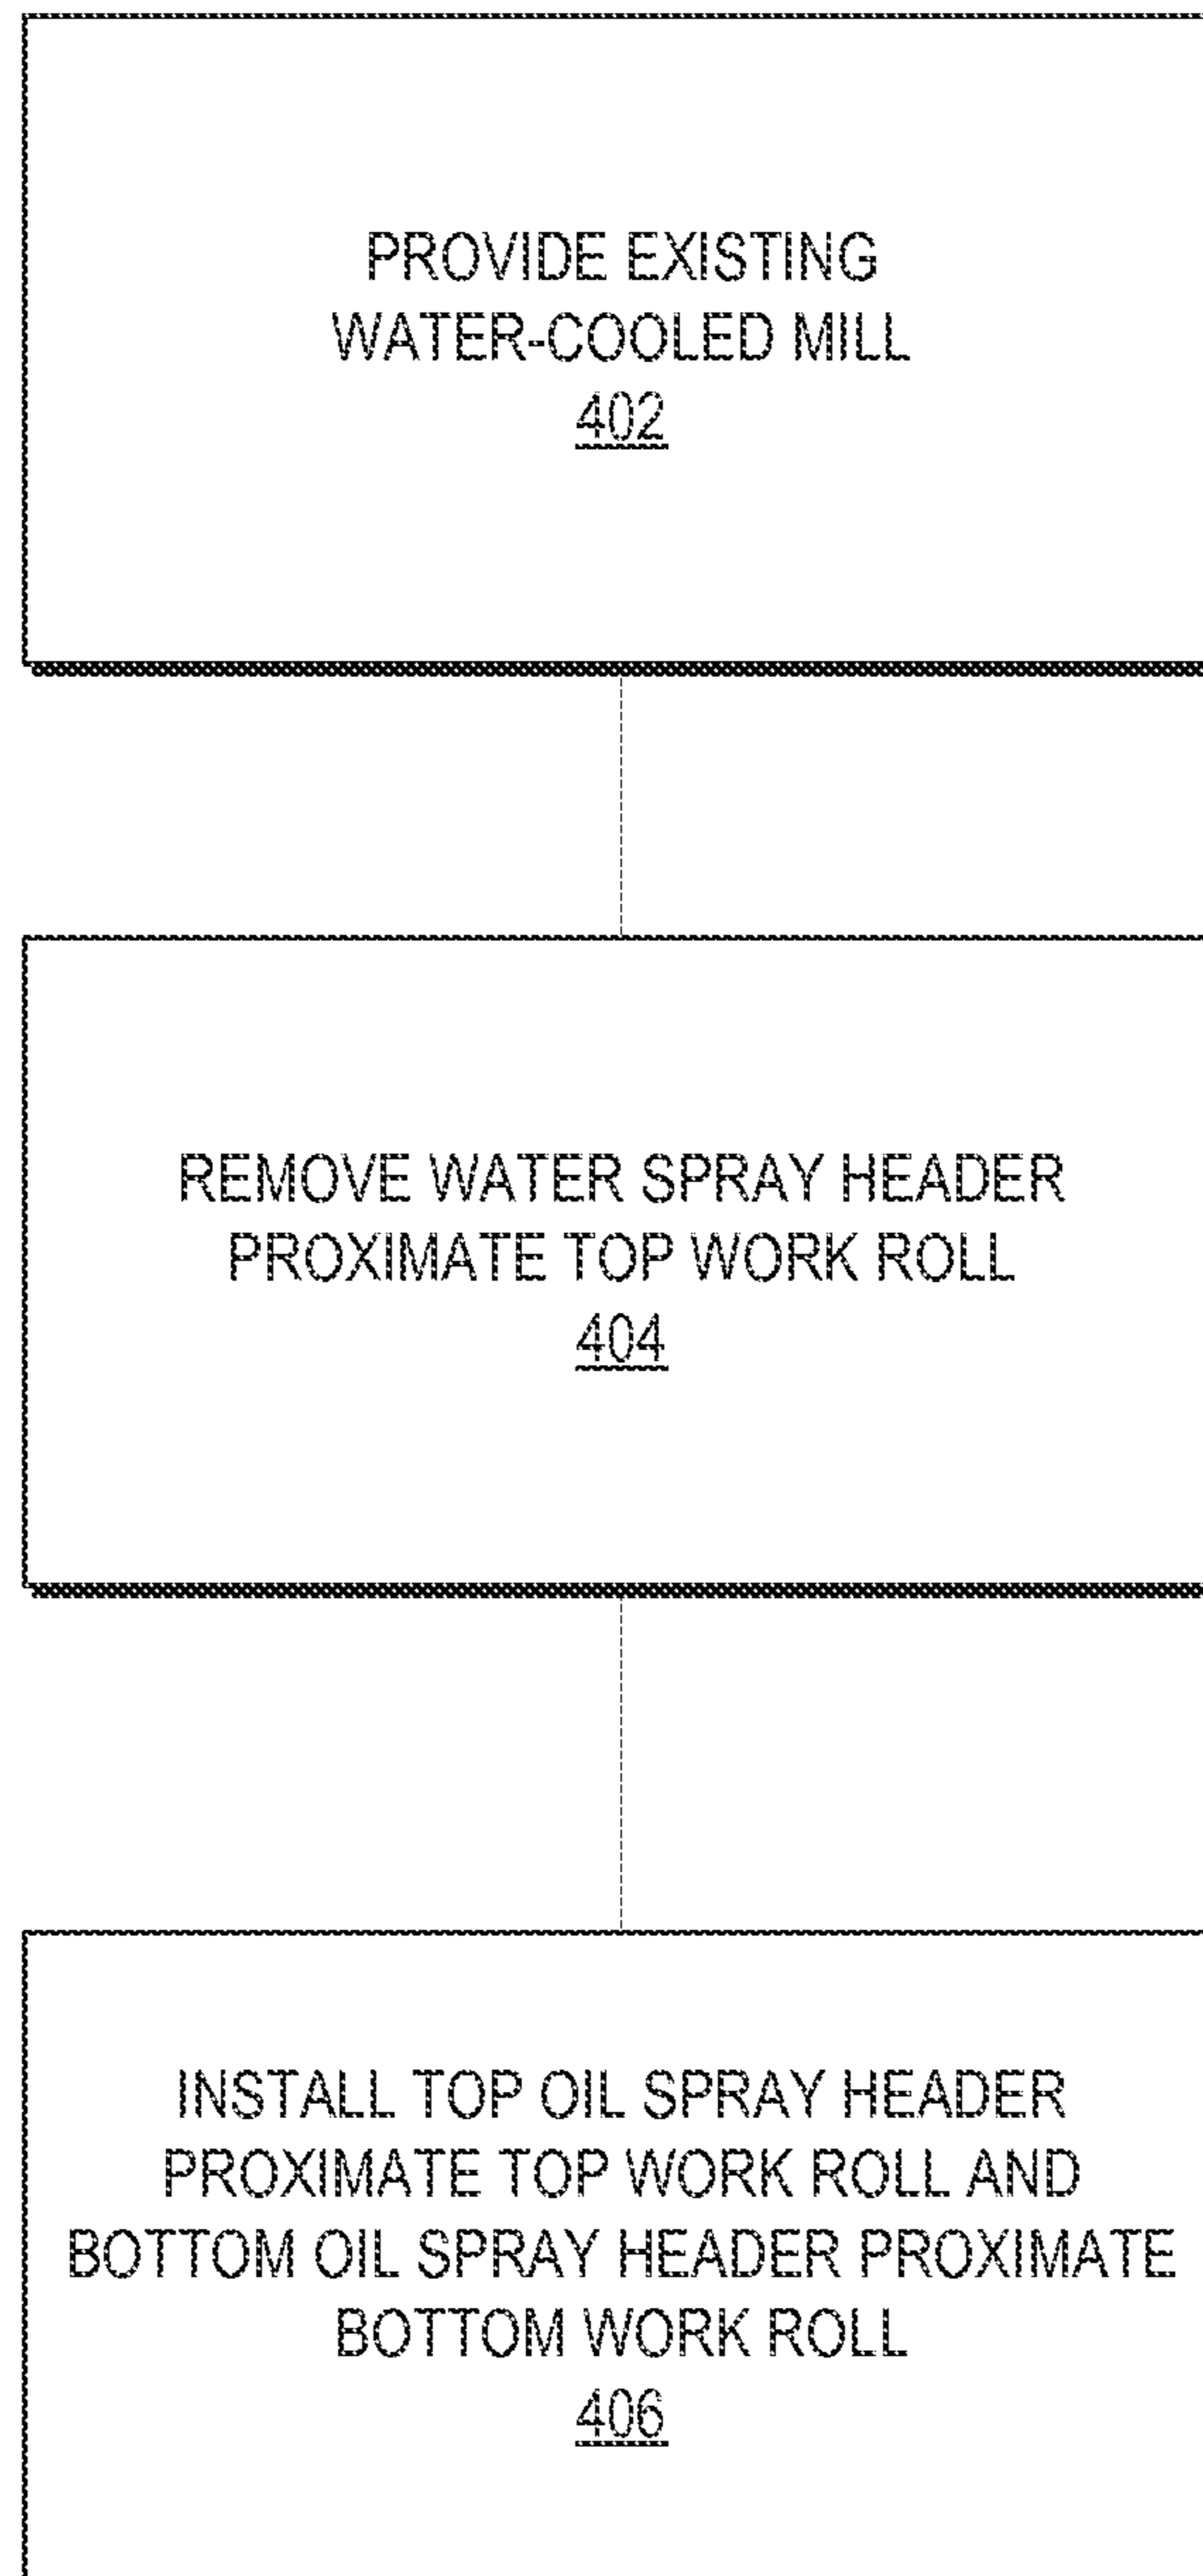 PROVIDE EXISTING
WATER-COOLED MILL
402
REMOVE WATER SPRAY HEADER
PROXIMATE TOP WORK ROLL
404
INSTALL TOP OIL SPRAY HEADER
PROXIMATE TOP WORK ROLL AND
BOTTOM OIL SPRAY HEADER PROXIMATE
BOTTOM WORK ROLL
406